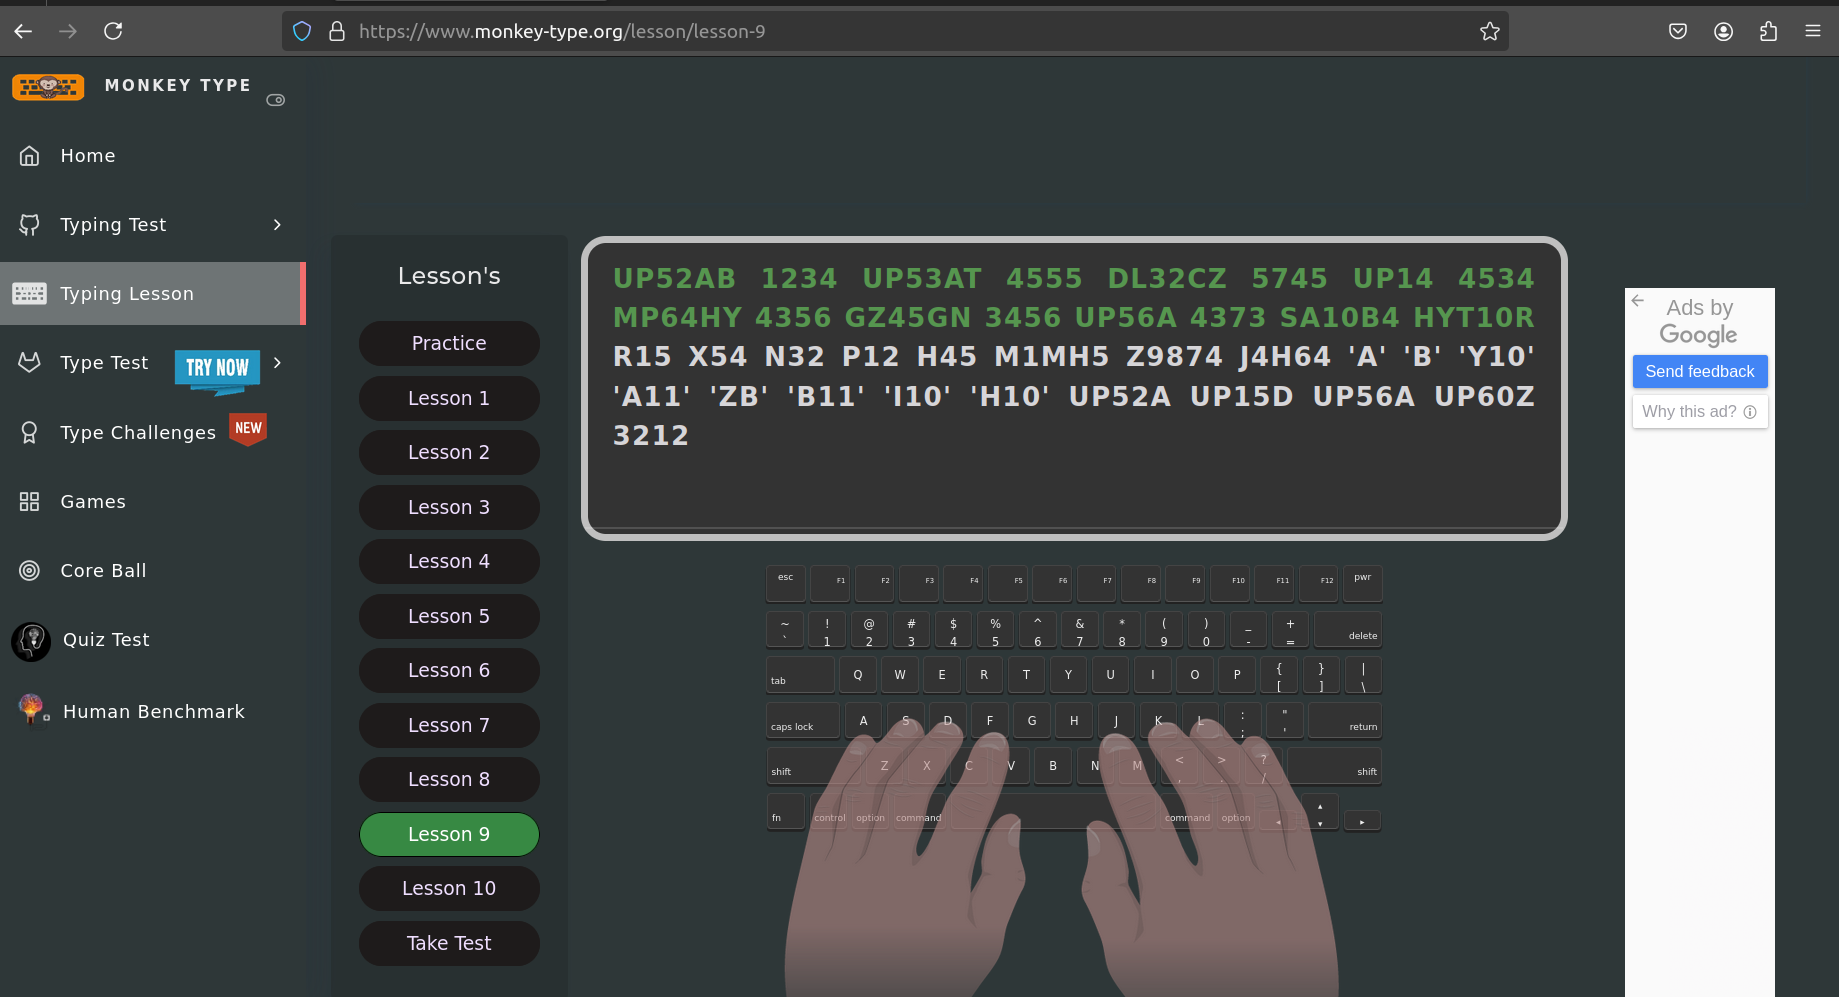 https://www.monkey-type.org/lesson/lesson-9
MONKEY TYPE
Home
Typing Test
Typing Lesson
Type Test
TRY NOW
Type Challenges
NEW
Games
Core Ball
Quiz Test
Human Benchmark
Lesson's
Practice
Lesson 1
Lesson 2
Lesson 3
Lesson 4
Lesson 5
Lesson 6
Lesson 7
Lesson 8
Lesson 9
Lesson 10
Take Test
UP52AB 1234 UP53AT 4555 DL32CZ 5745 UP14 4534
MP64HY 4356 GZ45GN 3456 UP56A 4373 SA10B4 HYT10R
R15 X54 N32 P12 H45 M1MH5 Z9874 J4H64 'A' 'B' 'Y10'
'A11' 'ZB' 'B11' 'I10' 'H10' UP52A UP15D UP56A UP60Z
3212
esc F1 F2 F3 F4 F5 F6 F7 F8 F9 F10 F11 F12 pwr
~ ! @ # $ % ^ & * ( ) _ +
` 1 2 3 4 5 6 7 8 9 0 - = delete
tab Q W E R T Y U I O P { } |
[ ] \
caps lock A S D F G H J K L : "
; ' return
shift Z X C V B N M < > ?
, . / shift
fn control option command command option
Ads by
Google
Send feedback
Why this ad?